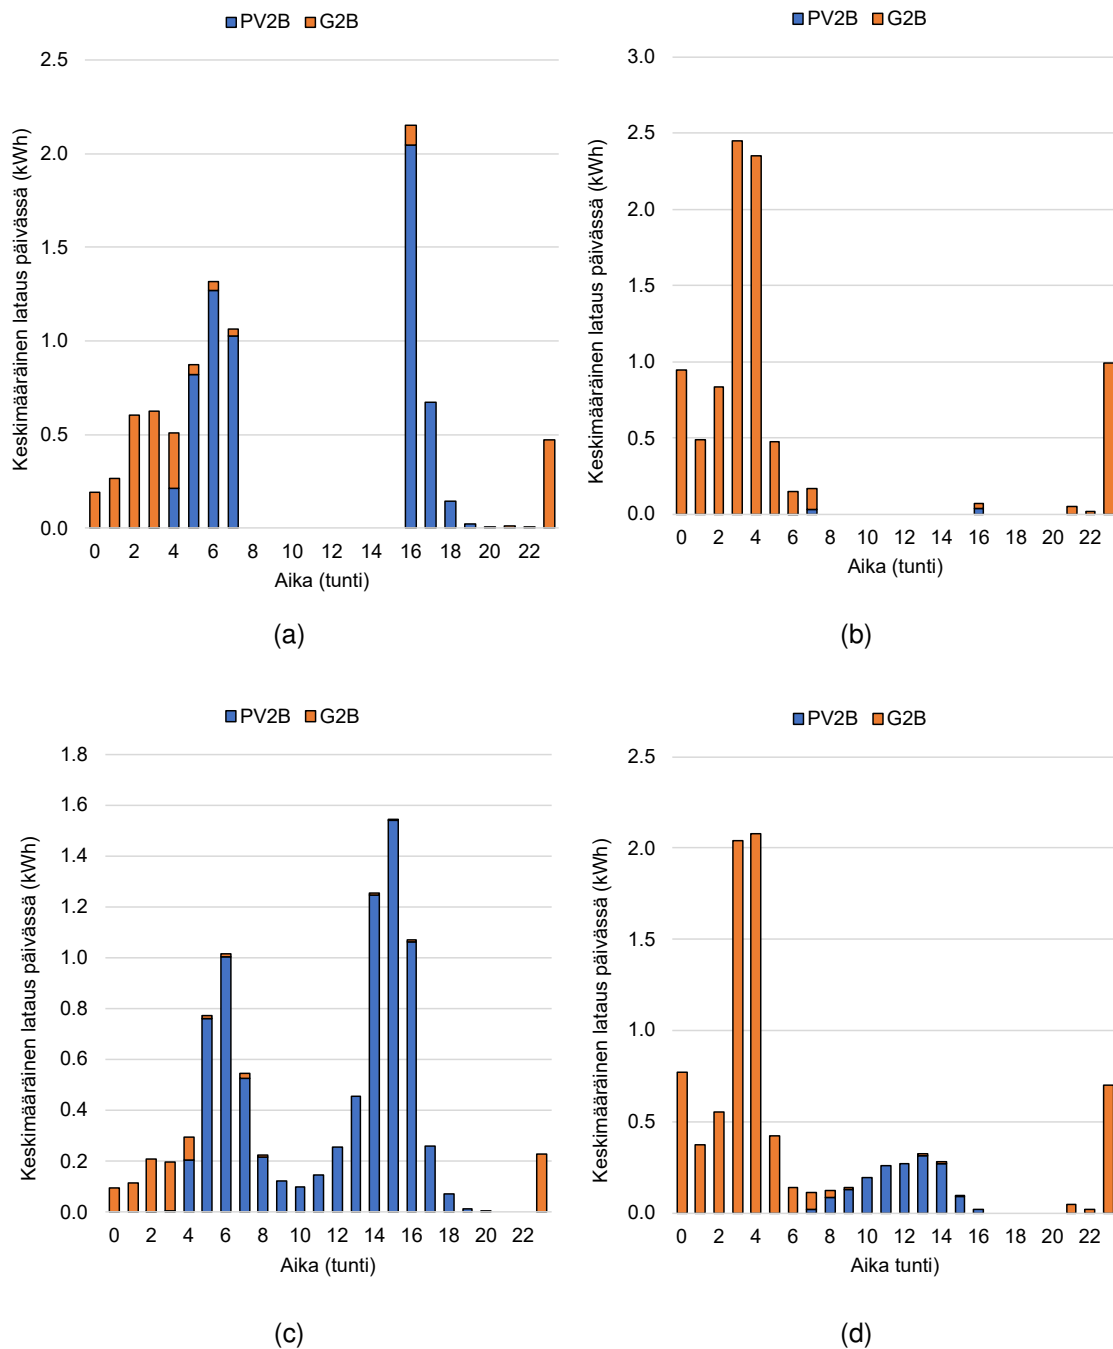 PV2B G2B
Keskimääräinen lataus päivässä (kWh)
2.5
2.0
1.5
1.0
0.5
0.0
0 2 4 6 8 10 12 14 16 18 20 22
Aika (tunti)
(a)
PV2B G2B
Keskimääräinen lataus päivässä (kWh)
3.0
2.5
2.0
1.5
1.0
0.5
0.0
0 2 4 6 8 10 12 14 16 18 20 22
Aika (tunti)
(b)
PV2B G2B
Keskimääräinen lataus päivässä (kWh)
1.8
1.6
1.4
1.2
1.0
0.8
0.6
0.4
0.2
0.0
0 2 4 6 8 10 12 14 16 18 20 22
Aika (tunti)
(c)
PV2B G2B
Keskimääräinen lataus päivässä (kWh)
2.5
2.0
1.5
1.0
0.5
0.0
0 2 4 6 8 10 12 14 16 18 20 22
Aika tunti)
(d)